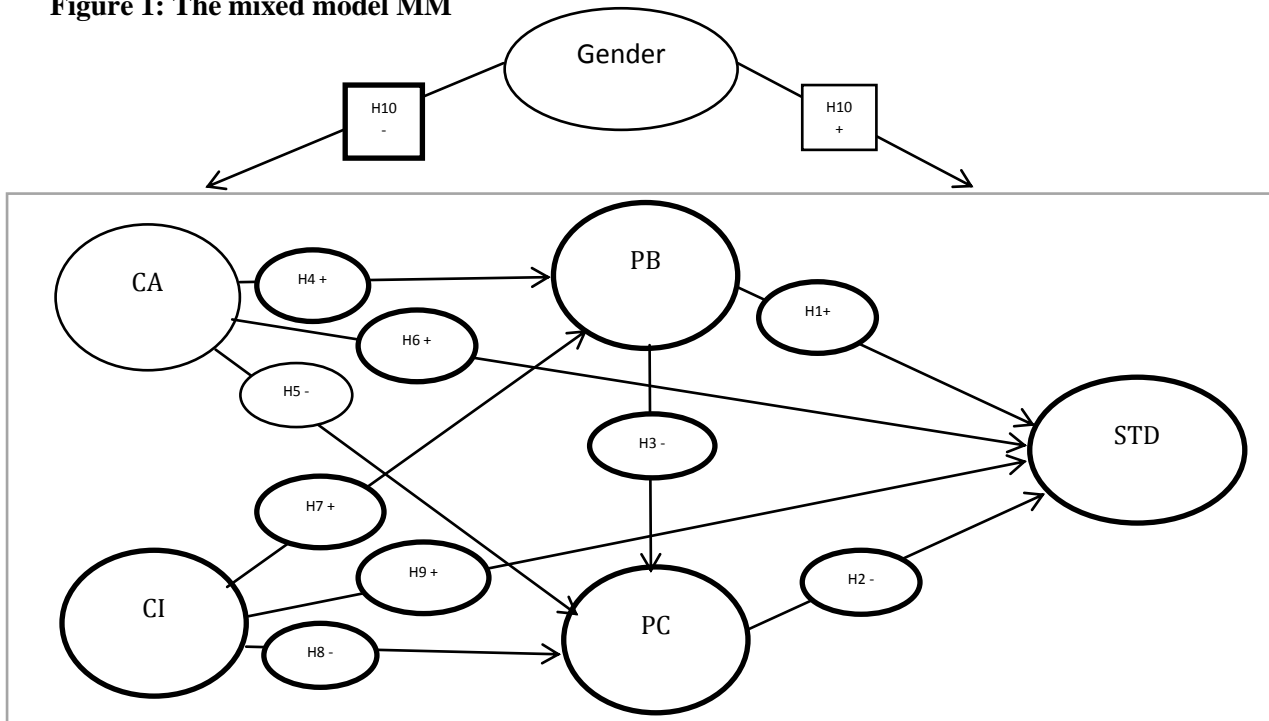 Figure 1: The mixed model MM
Gender
H10
-
H10
+
CA
H4 +
PB
H1+
H6 +
H5 -
H3 -
STD
H7 +
H9 +
CI
H8 -
PC
H2 -